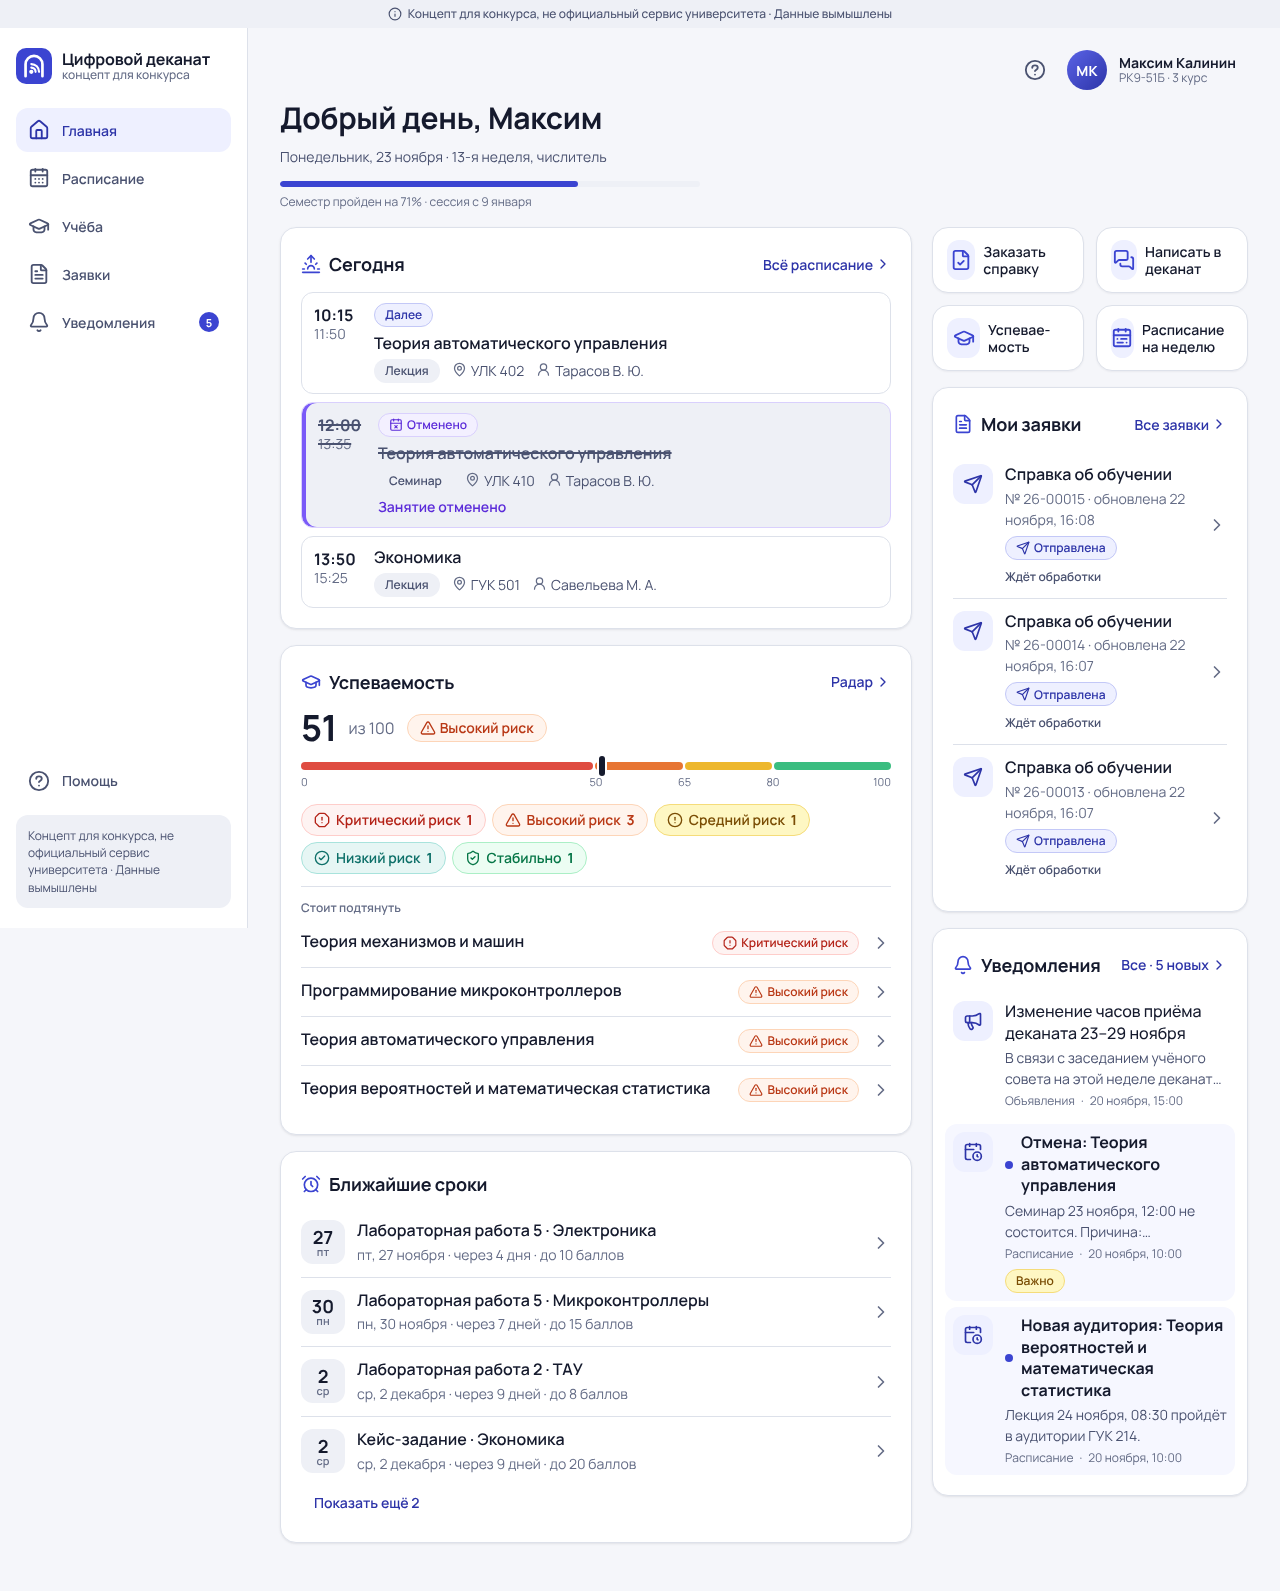 Концепт для конкурса, не официальный сервис университета · Данные вымышлены
Цифровой деканат
концепт для конкурса
Главная
Расписание
Учёба
Заявки
Уведомления 5
Помощь
Концепт для конкурса, не
официальный сервис
университета · Данные
вымышлены
МК
Максим Калинин
РК9-51Б · 3 курс
Добрый день, Максим
Понедельник, 23 ноября · 13-я неделя, числитель
Семестр пройден на 71% · сессия с 9 января
Сегодня
Всё расписание
10:15
11:50
Далее
Теория автоматического управления
Лекция УЛК 402 Тарасов В. Ю.
12:00
13:35
Отменено
Теория автоматического управления
Семинар УЛК 410 Тарасов В. Ю.
Занятие отменено
13:50
15:25
Экономика
Лекция ГУК 501 Савельева М. А.
Успеваемость
Радар
51 из 100 Высокий риск
0 50 65 80 100
Критический риск 1 Высокий риск 3 Средний риск 1
Низкий риск 1 Стабильно 1
Стоит подтянуть
Теория механизмов и машин Критический риск
Программирование микроконтроллеров Высокий риск
Теория автоматического управления Высокий риск
Теория вероятностей и математическая статистика Высокий риск
Ближайшие сроки
27
пт
Лабораторная работа 5 · Электроника
пт, 27 ноября · через 4 дня · до 10 баллов
30
пн
Лабораторная работа 5 · Микроконтроллеры
пн, 30 ноября · через 7 дней · до 15 баллов
2
ср
Лабораторная работа 2 · ТАУ
ср, 2 декабря · через 9 дней · до 8 баллов
2
ср
Кейс-задание · Экономика
ср, 2 декабря · через 9 дней · до 20 баллов
Показать ещё 2
Заказать
справку
Написать в
деканат
Успевае-
мость
Расписание
на неделю
Мои заявки
Все заявки
Справка об обучении
№ 26-00015 · обновлена 22
ноября, 16:08
Отправлена
Ждёт обработки
Справка об обучении
№ 26-00014 · обновлена 22
ноября, 16:07
Отправлена
Ждёт обработки
Справка об обучении
№ 26-00013 · обновлена 22
ноября, 16:07
Отправлена
Ждёт обработки
Уведомления
Все · 5 новых
Изменение часов приёма
деканата 23–29 ноября
В связи с заседанием учёного
совета на этой неделе деканат…
Объявления · 20 ноября, 15:00
Отмена: Теория
автоматического
управления
Семинар 23 ноября, 12:00 не
состоится. Причина:…
Расписание · 20 ноября, 10:00
Важно
Новая аудитория: Теория
вероятностей и
математическая
статистика
Лекция 24 ноября, 08:30 пройдёт
в аудитории ГУК 214.
Расписание · 20 ноября, 10:00